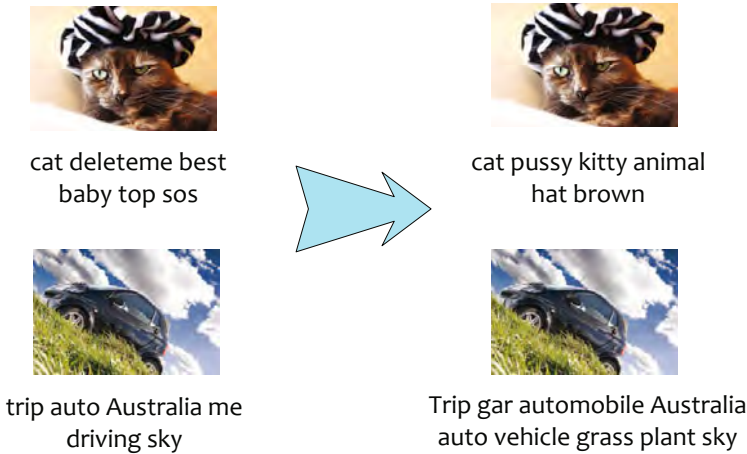 cat deleteme best
baby top sos
cat pussy kitty animal
hat brown
trip auto Australia me
driving sky
Trip gar automobile Australia
auto vehicle grass plant sky